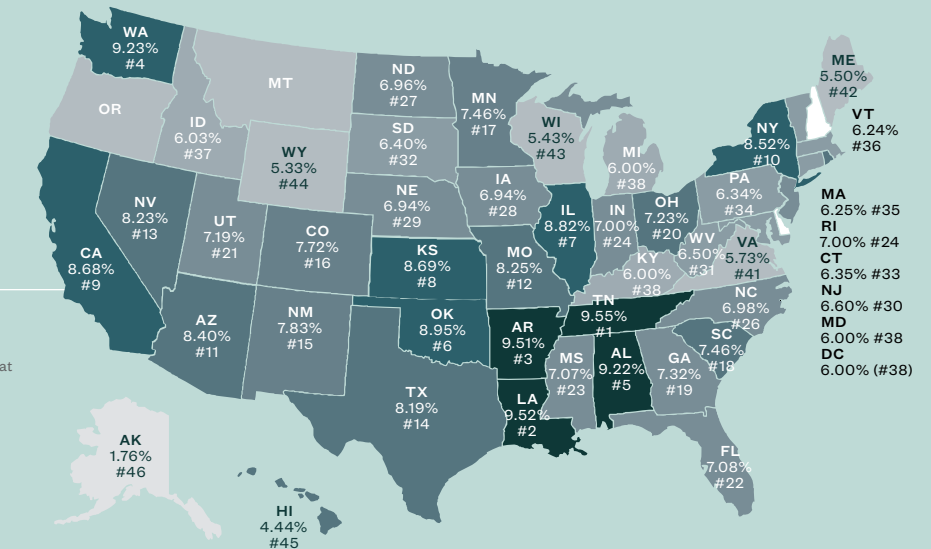 WA
9.23%
#4
OR
MT
ID
6.03%
#37
WY
5.33%
#44
ND
6.96%
#27
SD
6.40%
#32
NE
6.94%
#29
MN
7.46%
#17
IA
6.94%
#28
WI
5.43%
#43
MI
6.00%
#38
NV
8.23%
#13
UT
7.19%
#21
CO
7.72%
#16
CA
8.68%
#9
KS
8.69%
#8
MO
8.25%
#12
IL
8.82%
#7
IN
7.00%
#24
OH
7.23%
#20
KY
6.00%
#38
WV
6.50%
#31
VA
5.73%
#41
PA
6.34%
#34
NY
8.52%
#10
ME
5.50%
#42
VT
6.24%
#36
MA
6.25% #35
RI
7.00% #24
CT
6.35% #33
NJ
6.60% #30
MD
6.00% #38
DC
6.00% (#38)
AZ
8.40%
#11
NM
7.83%
#15
OK
8.95%
#6
TX
8.19%
#14
AR
9.51%
#3
LA
9.52%
#2
TN
9.55%
#1
MS
7.07%
#23
AL
9.22%
#5
GA
7.32%
#19
NC
6.98%
#26
SC
7.46%
#18
FL
7.08%
#22
at
AK
1.76%
#46
HI
4.44%
#45